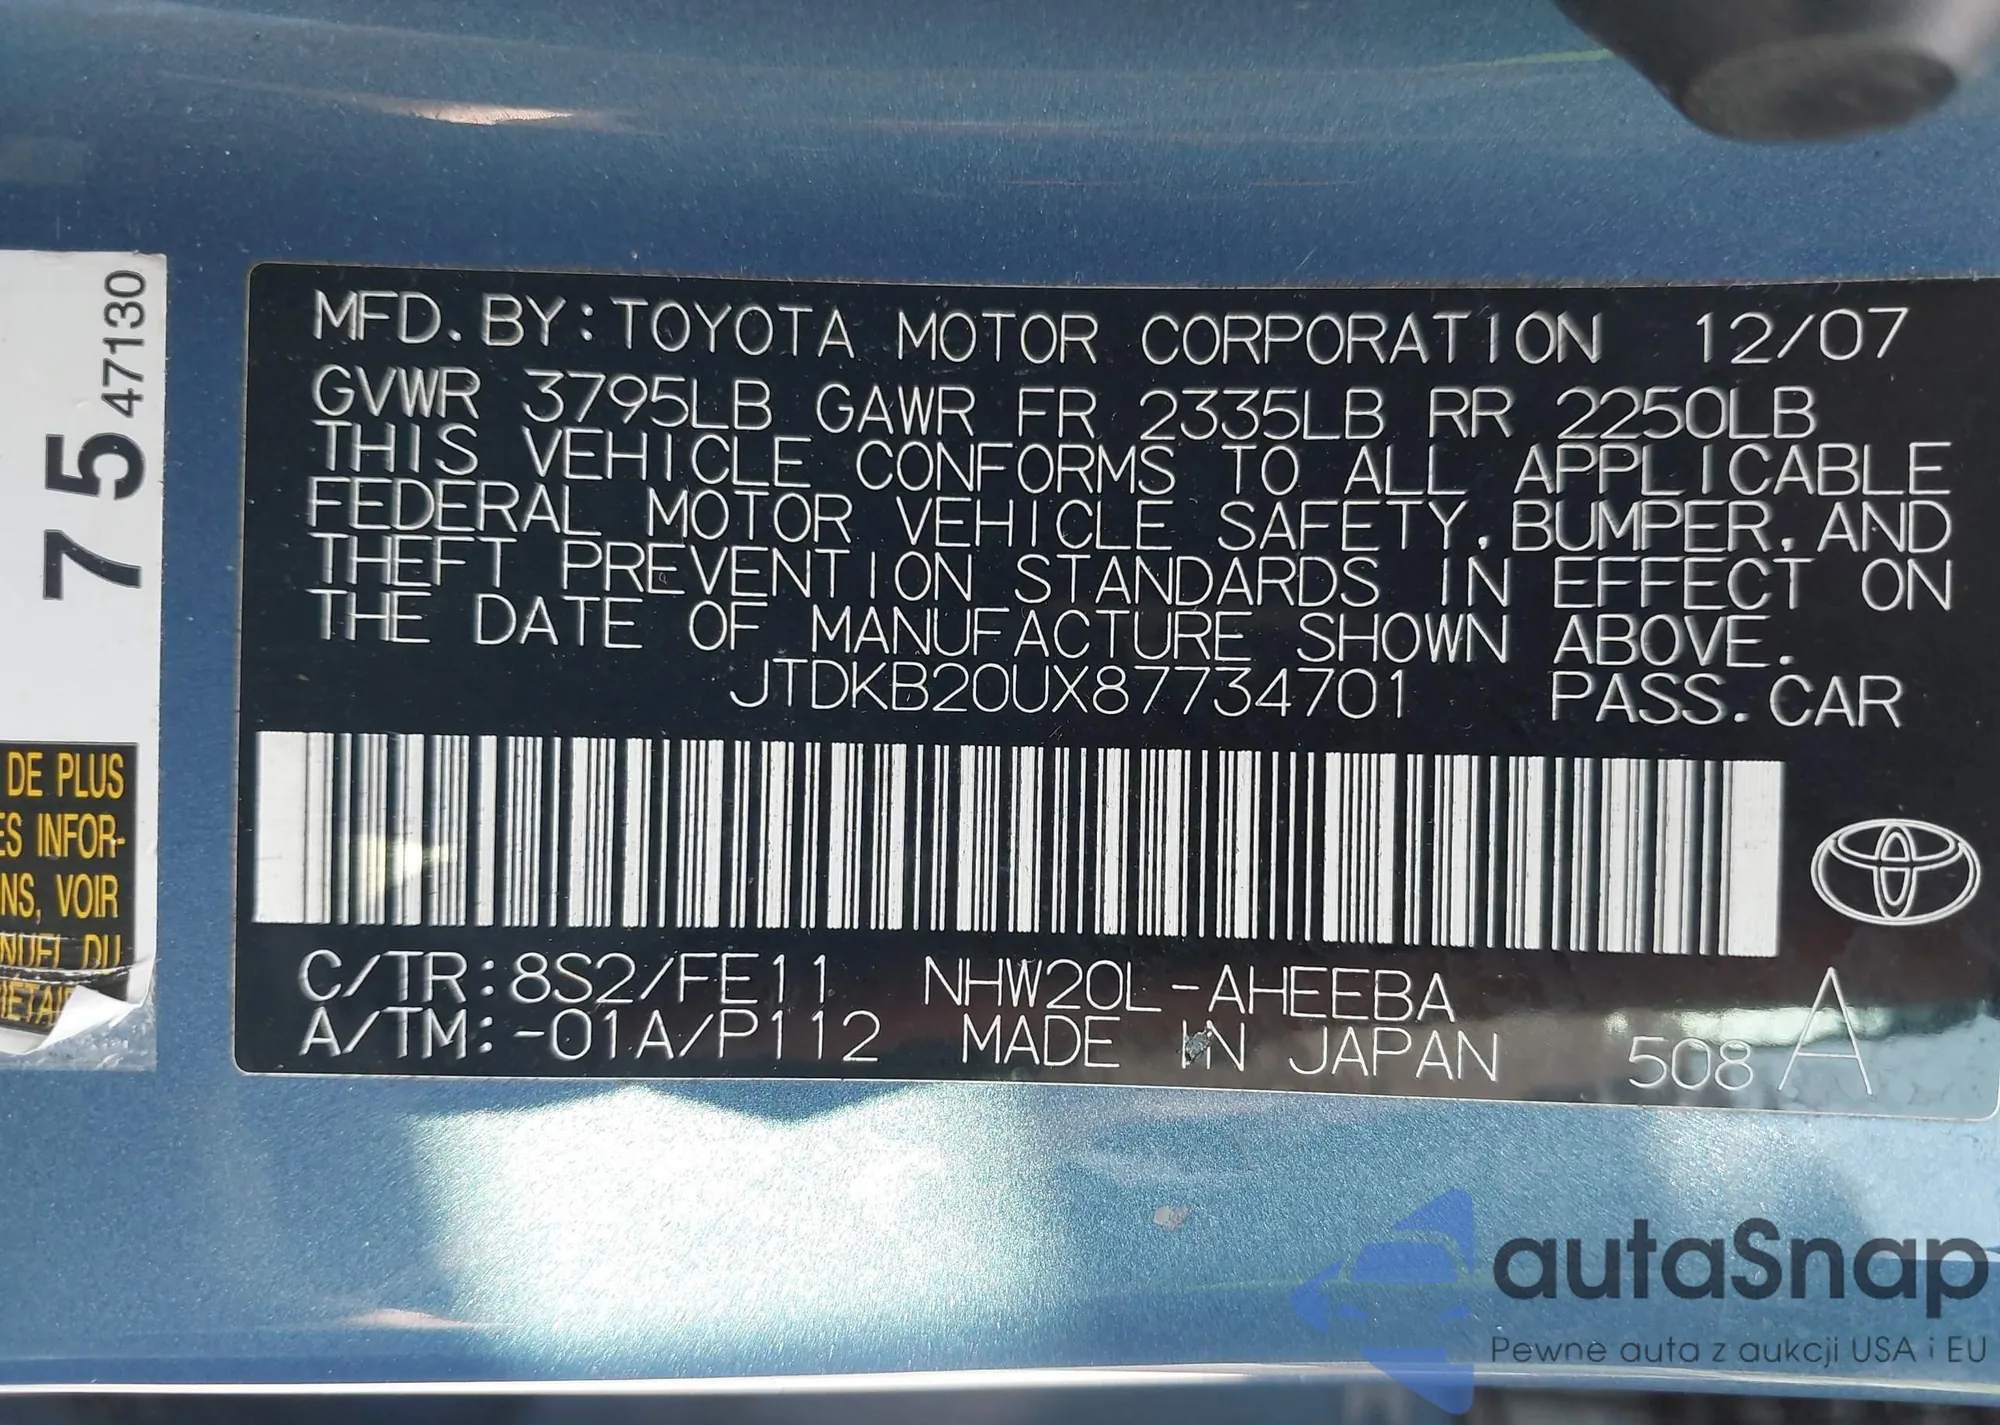 MFD. BY: TOYOTA MOTOR CORPORATION 12/07
GVWR 3795LB GAWR FR 2335LB RR 2250LB
THIS VEHICLE CONFORMS TO ALL APPLICABLE
FEDERAL MOTOR VEHICLE SAFETY, BUMPER, AND
THEFT PREVENTION STANDARDS IN EFFECT ON
THE DATE OF MANUFACTURE SHOWN ABOVE.
JTDKB20UX87734701 PASS. CAR
C/TR: 8S2/FE11 NHW20L-AHEEBA
A/TM: -01A/P112 MADE IN JAPAN 508 A
75 47130
DE PLUS
ES INFOR-
NS, VOIR
NUEL DU
autaSnap
Pewne auta z aukcji USA i EU